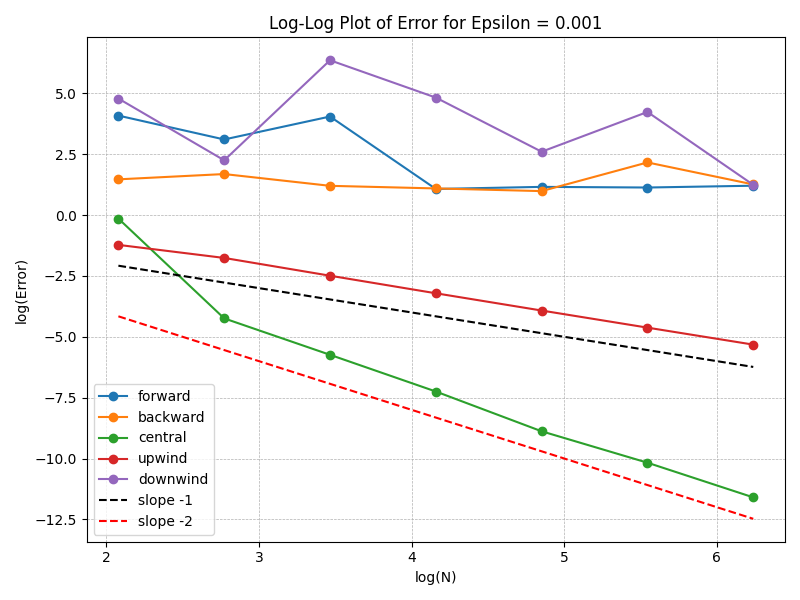 Log-Log Plot of Error for Epsilon = 0.001
log(Error)
5.0
2.5
0.0
−2.5
−5.0
−7.5
−10.0
−12.5
forward
backward
central
upwind
downwind
slope -1
slope -2
2 3 4 5 6
log(N)